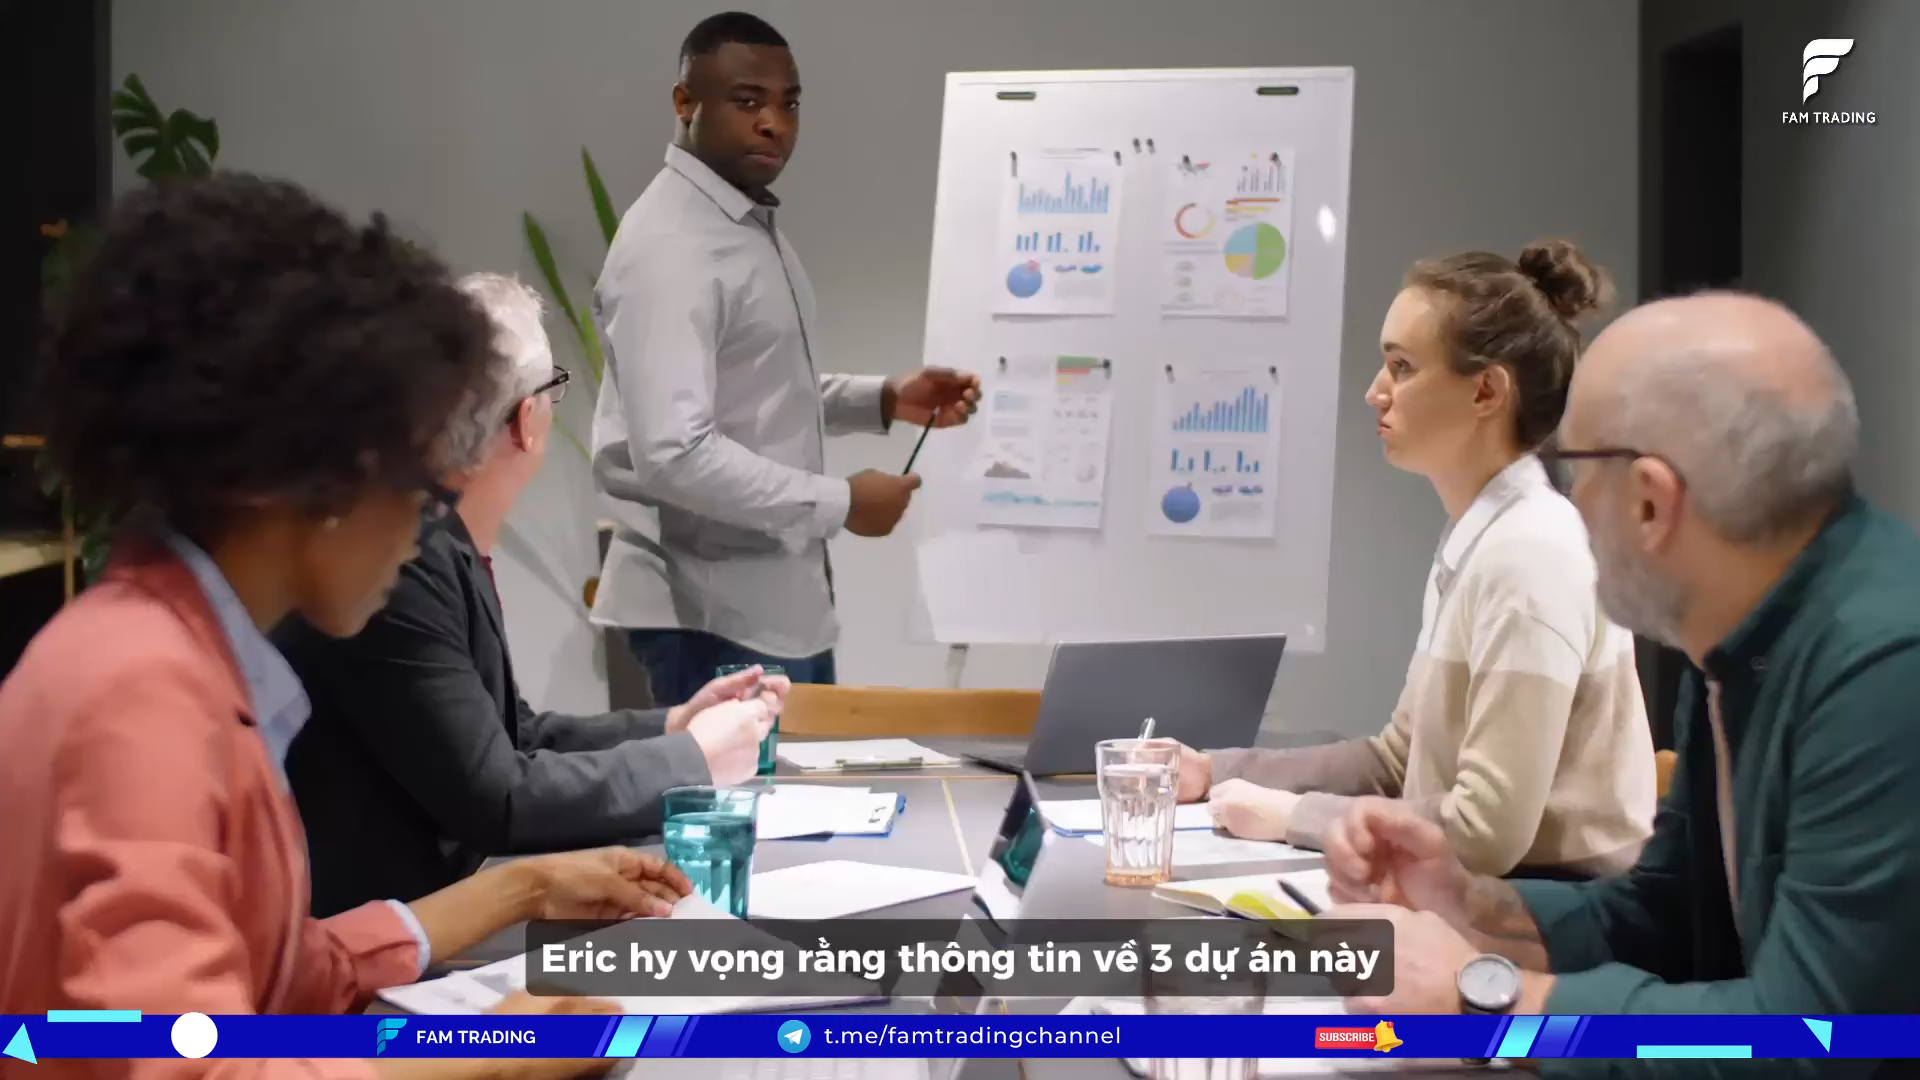 FAM TRADING
Eric hy vọng rằng thông tin về 3 dự án này
FAM TRADING
t.me/famtradingchannel
SUBSCRIBE